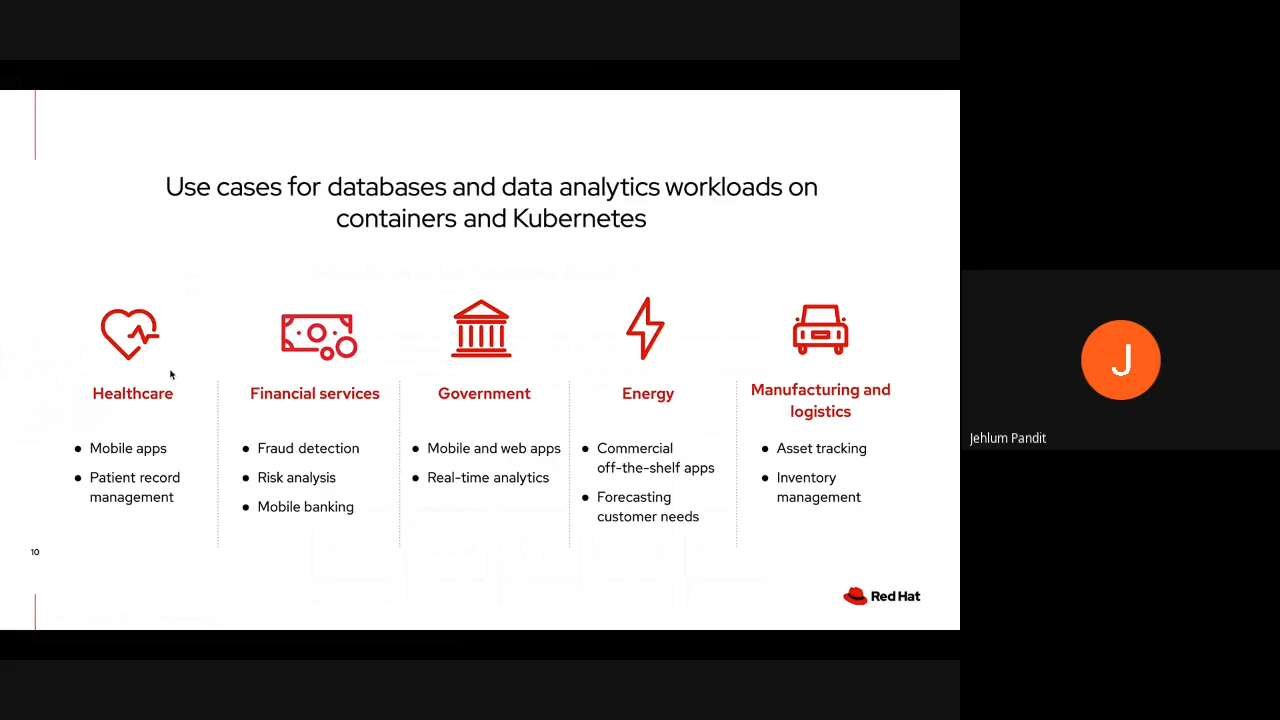 Use cases for databases and data analytics workloads on
containers and Kubernetes
Healthcare
● Mobile apps
● Patient record
management
Financial services
● Fraud detection
● Risk analysis
● Mobile banking
Government
● Mobile and web apps
● Real-time analytics
Energy
● Commercial
off-the-shelf apps
● Forecasting
customer needs
Manufacturing and
logistics
● Asset tracking
● Inventory
management
10
Red Hat
J
Jehlum Pandit